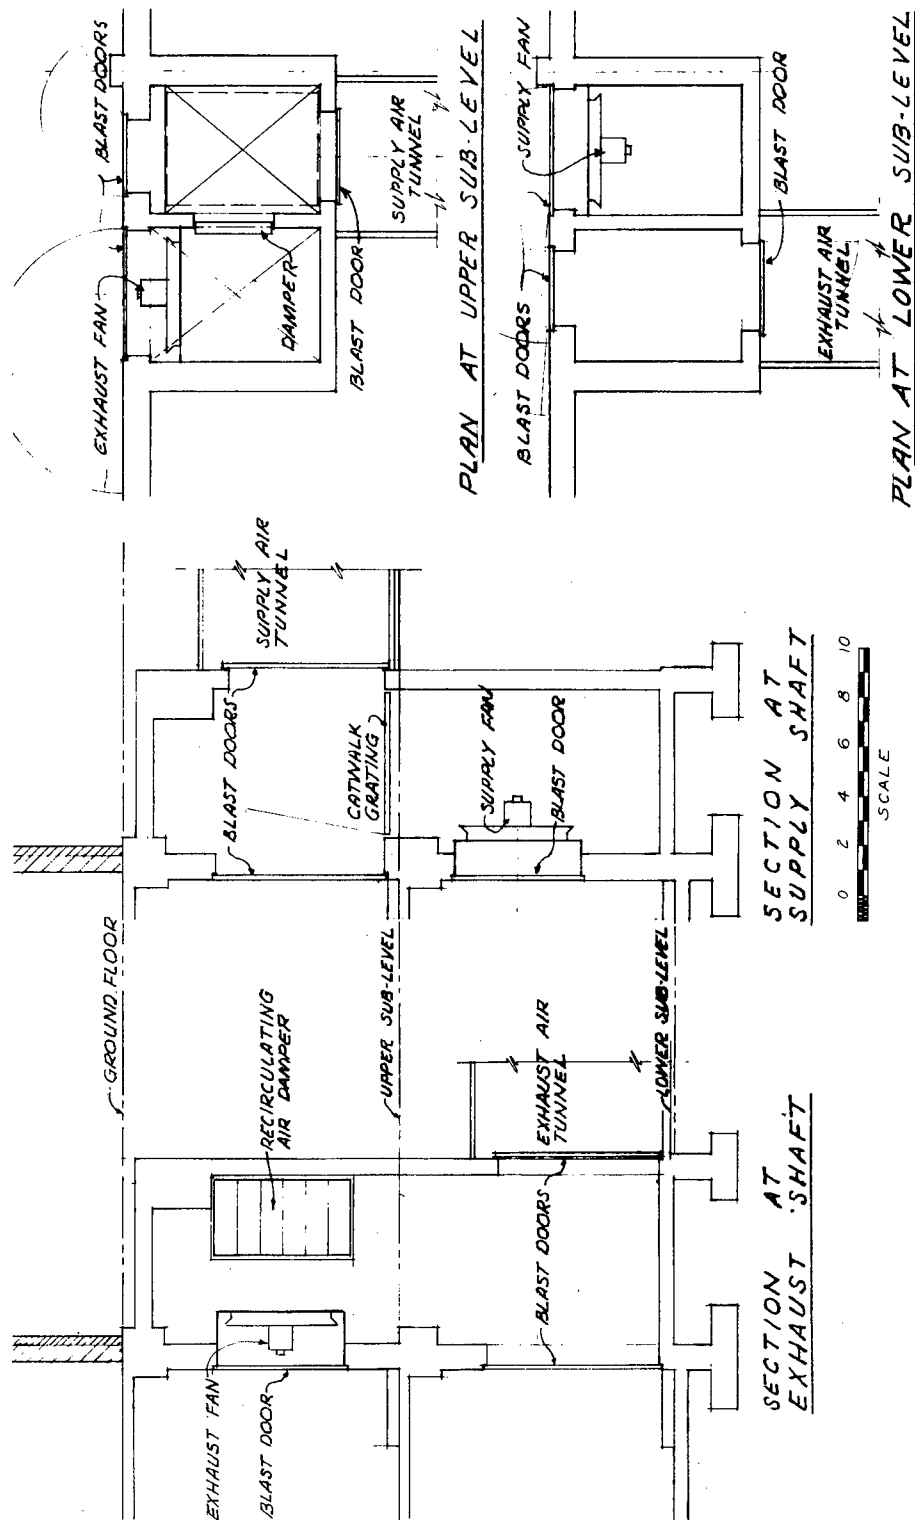 GROUND FLOOR
EXHAUST FAN
BLAST DOOR
RECIRCULATING
AIR DAMPER
UPPER SUB-LEVEL
BLAST DOORS
EXHAUST AIR
TUNNEL
LOWER SUB-LEVEL
SECTION AT
EXHAUST SHAFT
BLAST DOORS
SUPPLY AIR
TUNNEL
CATWALK
GRATING
SUPPLY FAN
BLAST DOOR
SECTION AT
SUPPLY SHAFT
0 2 4 6 8 10
SCALE
EXHAUST FAN
BLAST DOORS
DAMPER
BLAST DOOR
SUPPLY AIR
TUNNEL
PLAN AT UPPER SUB-LEVEL
BLAST DOORS
SUPPLY FAN
EXHAUST AIR
TUNNEL
BLAST DOOR
PLAN AT LOWER SUB-LEVEL